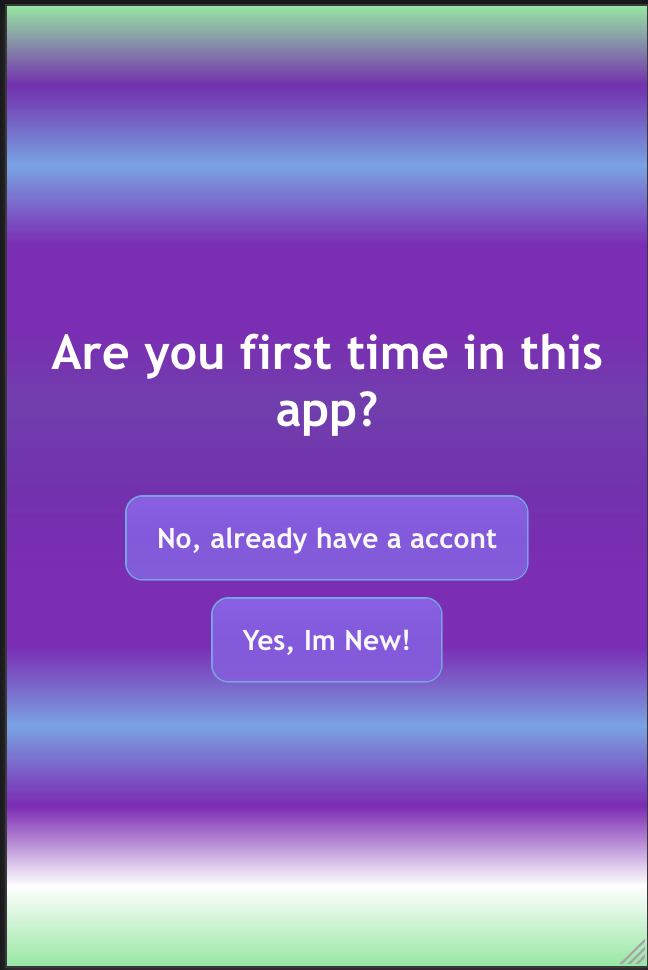 Are you first time in this
app?
No, already have a accont
Yes, Im New!